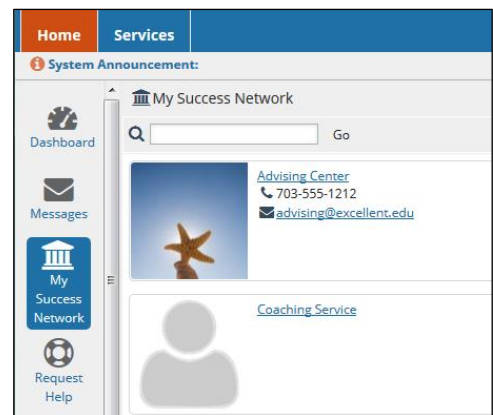 Home Services
System Announcement:
Dashboard
Messages
My
Success
Network
Request
Help
My Success Network
Go
Advising Center
703-555-1212
advising@excellent.edu
Coaching Service